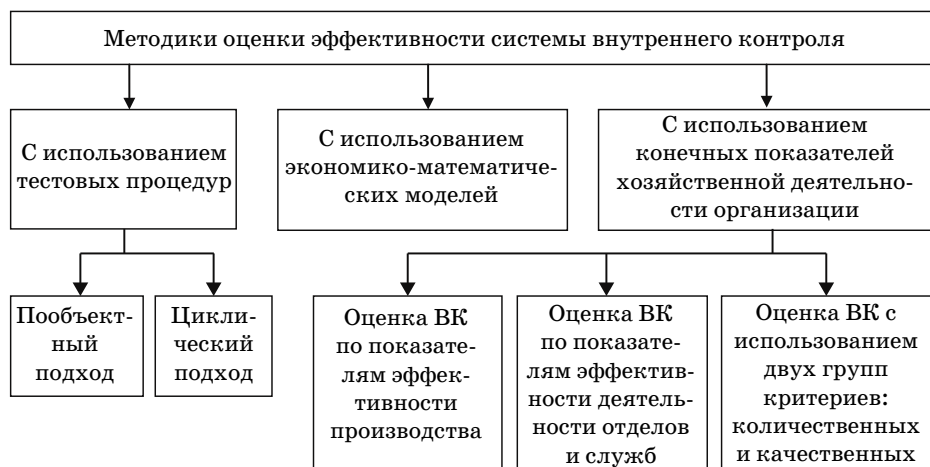 Методики оценки эффективности системы внутреннего контроля
С использованием
тестовых процедур
С использованием
экономико-математиче-
ских моделей
С использованием
конечных показателей
хозяйственной деятельно-
сти организации
Пообъект-
ный
подход
Цикли-
ческий
подход
Оценка ВК
по показате-
лям эффек-
тивности
производства
Оценка ВК
по показате-
лям эффектив-
ности деятель-
ности отделов
и служб
Оценка ВК с
использованием
двух групп
критериев:
количественных
и качественных